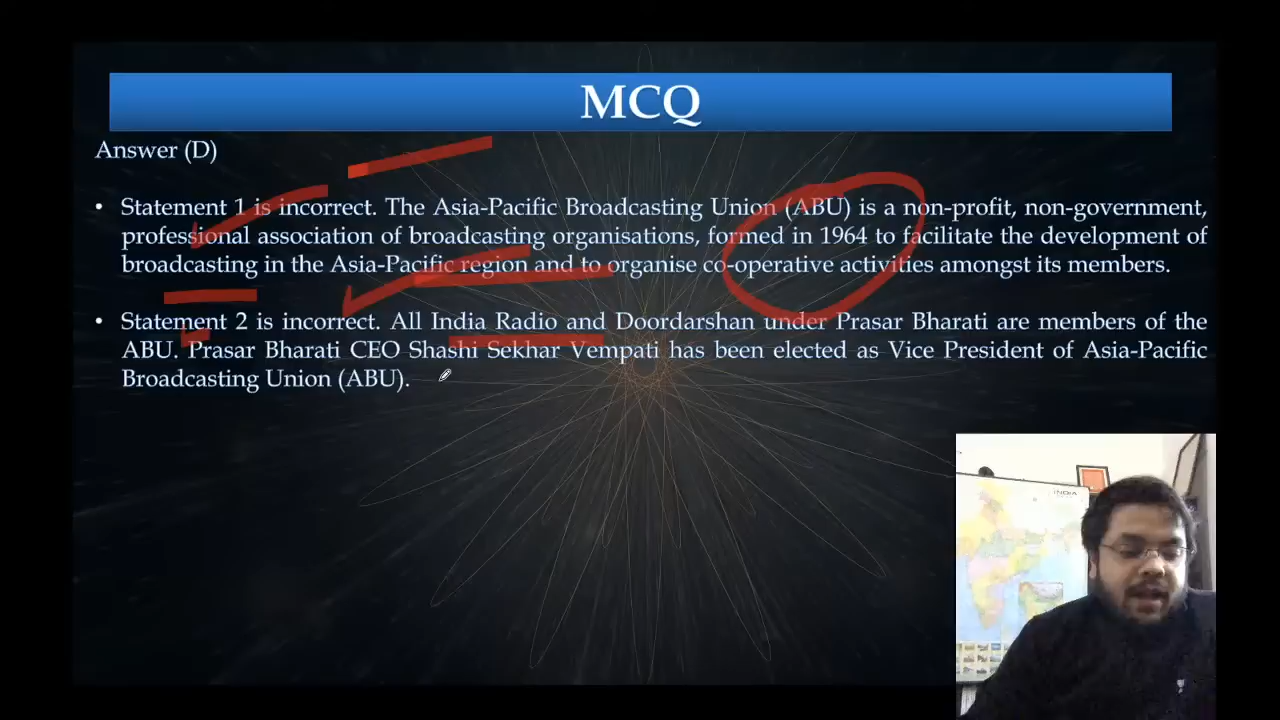 MCQ
Answer (D)
• Statement 1 is incorrect. The Asia-Pacific Broadcasting Union (ABU) is a non-profit, non-government,
professional association of broadcasting organisations, formed in 1964 to facilitate the development of
broadcasting in the Asia-Pacific region and to organise co-operative activities amongst its members.
• Statement 2 is incorrect. All India Radio and Doordarshan under Prasar Bharati are members of the
ABU. Prasar Bharati CEO Shashi Sekhar Vempati has been elected as Vice President of Asia-Pacific
Broadcasting Union (ABU).
INDIA